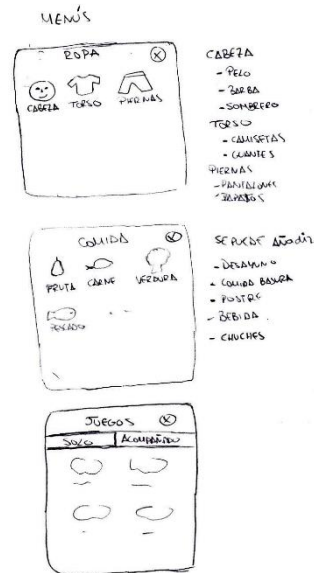 MENÚS
ROPA
CABEZA TORSO PIERNAS
CABEZA
- PELO
- BARBA
- SOMBRERO
TORSO
- CAMISETAS
- GUANTES
PIERNAS
- PANTALONES
- ZAPATOS
COMIDA
FRUTA CARNE VERDURA
PESCADO
SE PUEDE AÑADIR
- DESAYUNO
- COMIDA BASURA
- POSTRE
- BEBIDA
- CHUCHES
JUEGOS
SOLO ACOMPAÑADO